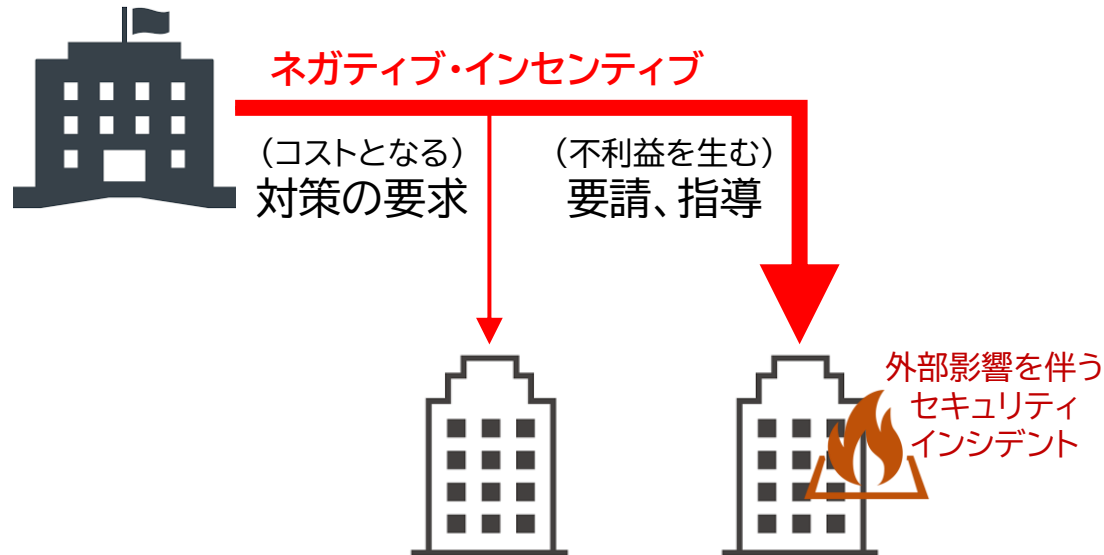 ネガティブ・インセンティブ
（コストとなる）
対策の要求
（不利益を生む）
要請、指導
外部影響を伴う
セキュリティ
インシデント